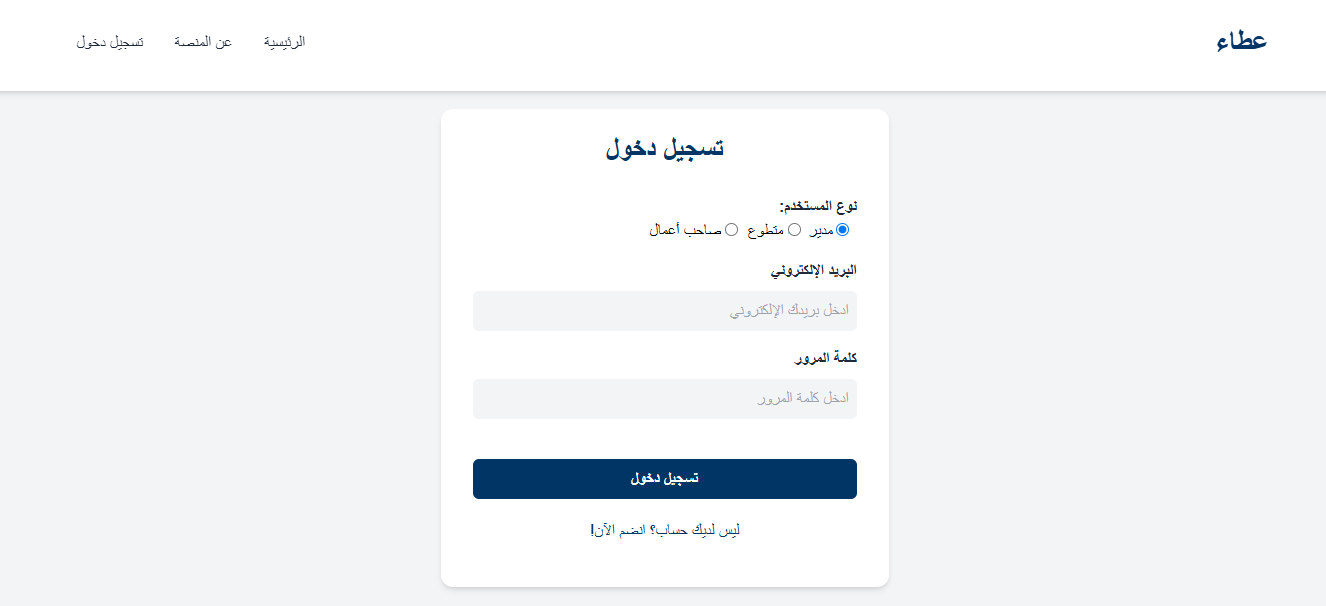 عطاء
الرئيسية
عن المنصة
تسجيل دخول
تسجيل دخول
نوع المستخدم:
مدير متطوع صاحب أعمال
البريد الإلكتروني
ادخل بريدك الإلكتروني
كلمة المرور
ادخل كلمة المرور
تسجيل دخول
ليس لديك حساب؟ انضم الآن!